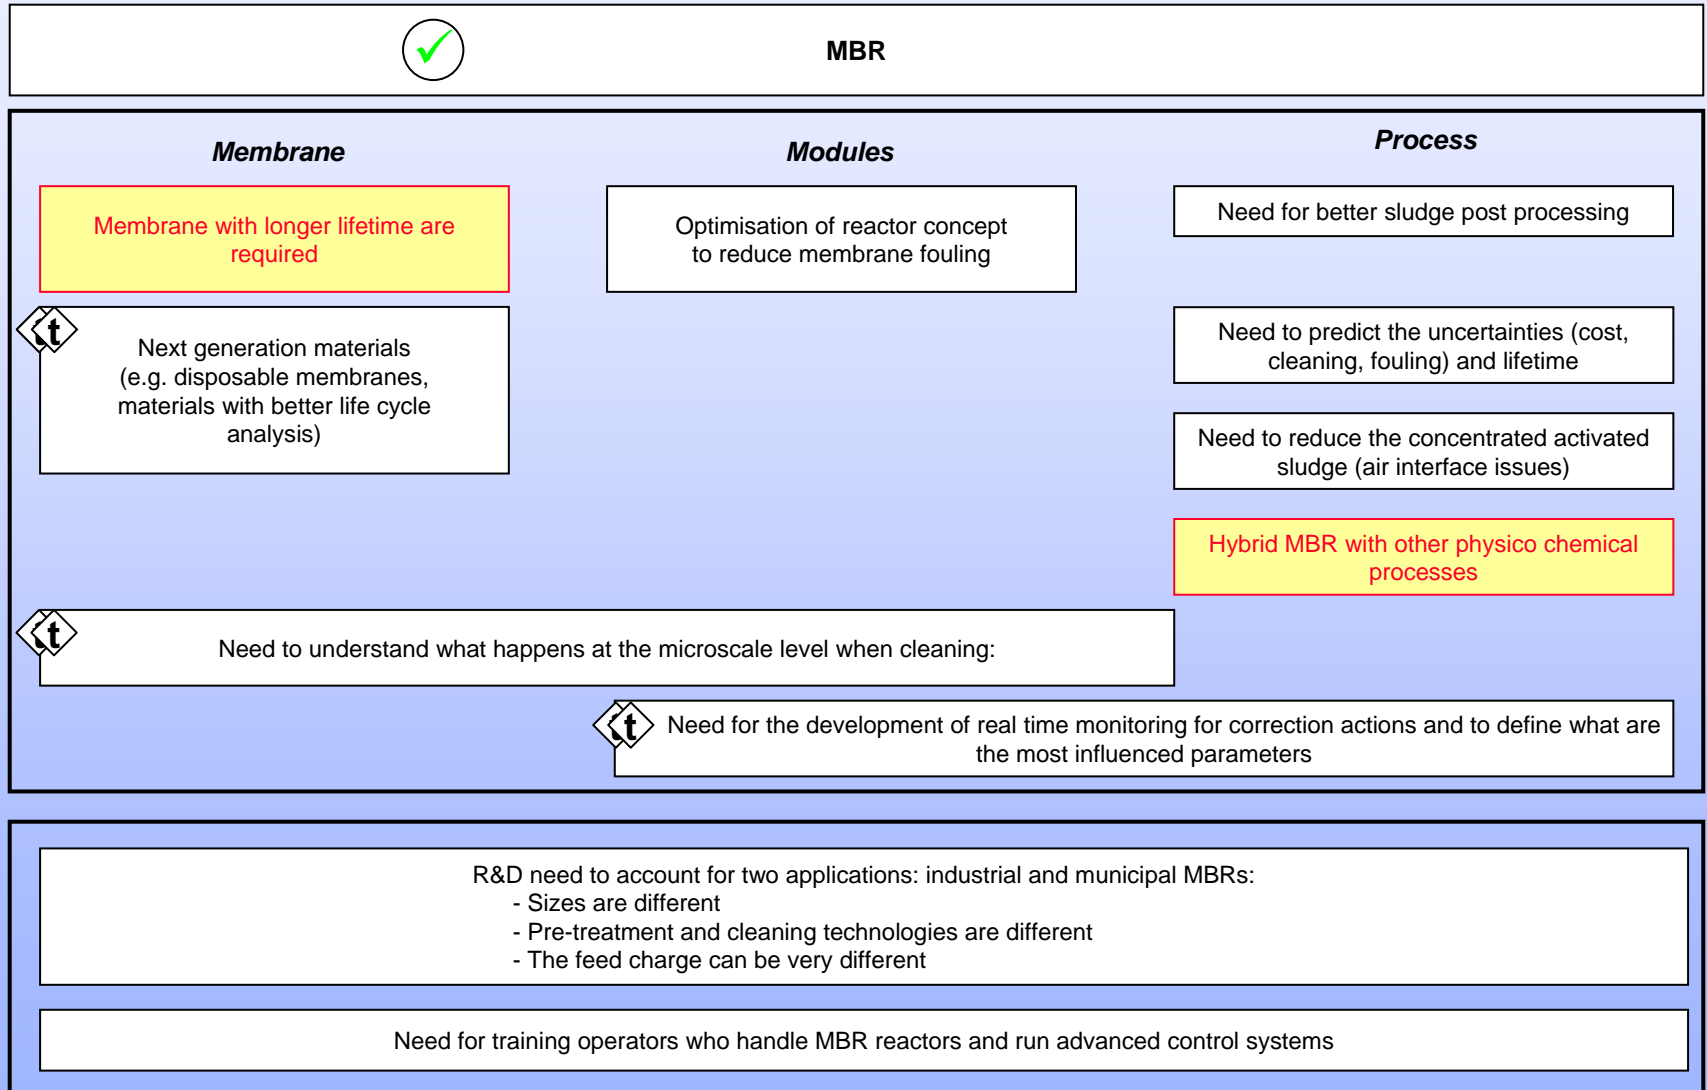 MBR
Membrane
Modules
Process
Membrane with longer lifetime are
required
Optimisation of reactor concept
to reduce membrane fouling
Need for better sludge post processing
t
Next generation materials
(e.g. disposable membranes,
materials with better life cycle
analysis)
Need to predict the uncertainties (cost,
cleaning, fouling) and lifetime
Need to reduce the concentrated activated
sludge (air interface issues)
Hybrid MBR with other physico chemical
processes
t
Need to understand what happens at the microscale level when cleaning:
t
Need for the development of real time monitoring for correction actions and to define what are
the most influenced parameters
R&D need to account for two applications: industrial and municipal MBRs:
- Sizes are different
- Pre-treatment and cleaning technologies are different
- The feed charge can be very different
Need for training operators who handle MBR reactors and run advanced control systems